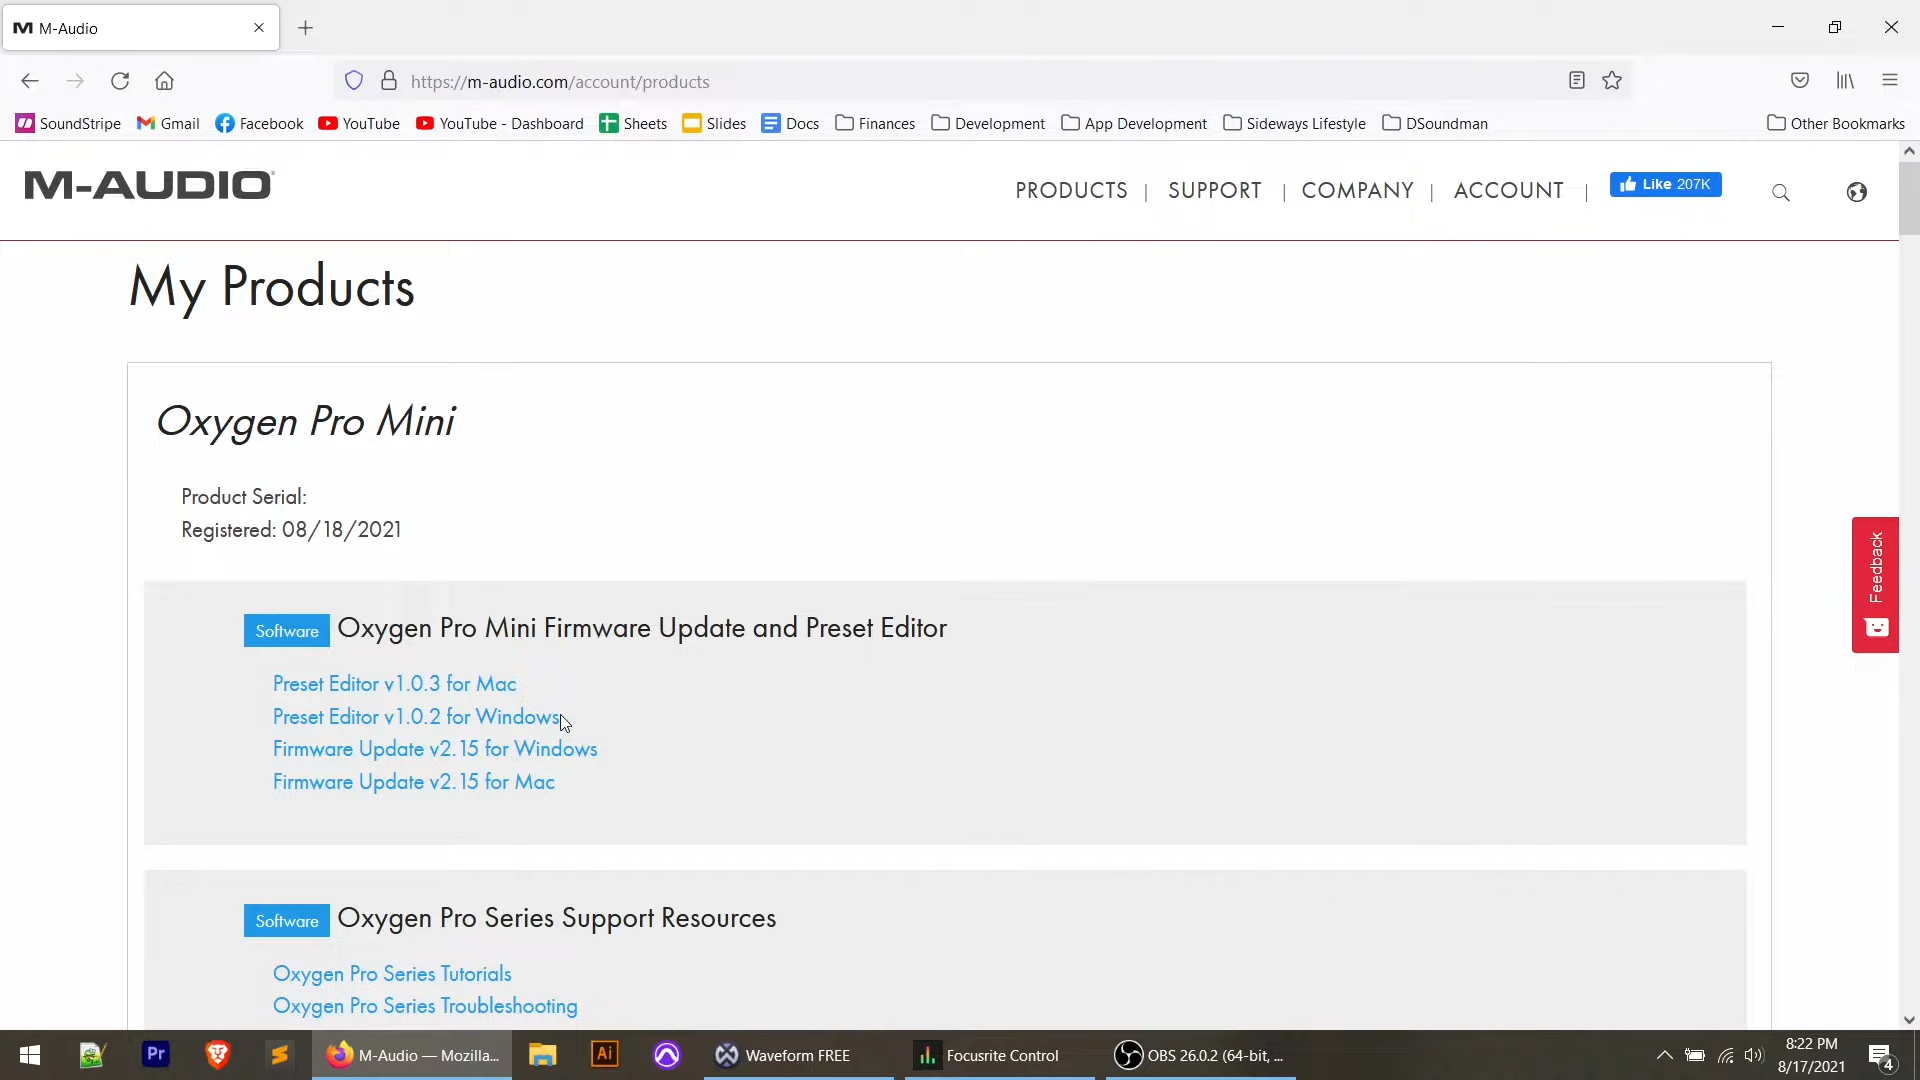 M M-Audio
https://m-audio.com/account/products
SoundStripe Gmail Facebook YouTube YouTube - Dashboard Sheets Slides Docs Finances Development App Development Sideways Lifestyle DSoundman Other Bookmarks
M-AUDIO
PRODUCTS | SUPPORT | COMPANY | ACCOUNT | Like 207K
My Products
Oxygen Pro Mini
Product Serial:
Registered: 08/18/2021
Feedback
Software Oxygen Pro Mini Firmware Update and Preset Editor
Preset Editor v1.0.3 for Mac
Preset Editor v1.0.2 for Windows
Firmware Update v2.15 for Windows
Firmware Update v2.15 for Mac
Software Oxygen Pro Series Support Resources
Oxygen Pro Series Tutorials
Oxygen Pro Series Troubleshooting
Pr M-Audio — Mozilla... Ai Waveform FREE Focusrite Control OBS 26.0.2 (64-bit, ...
8:22 PM
8/17/2021
4